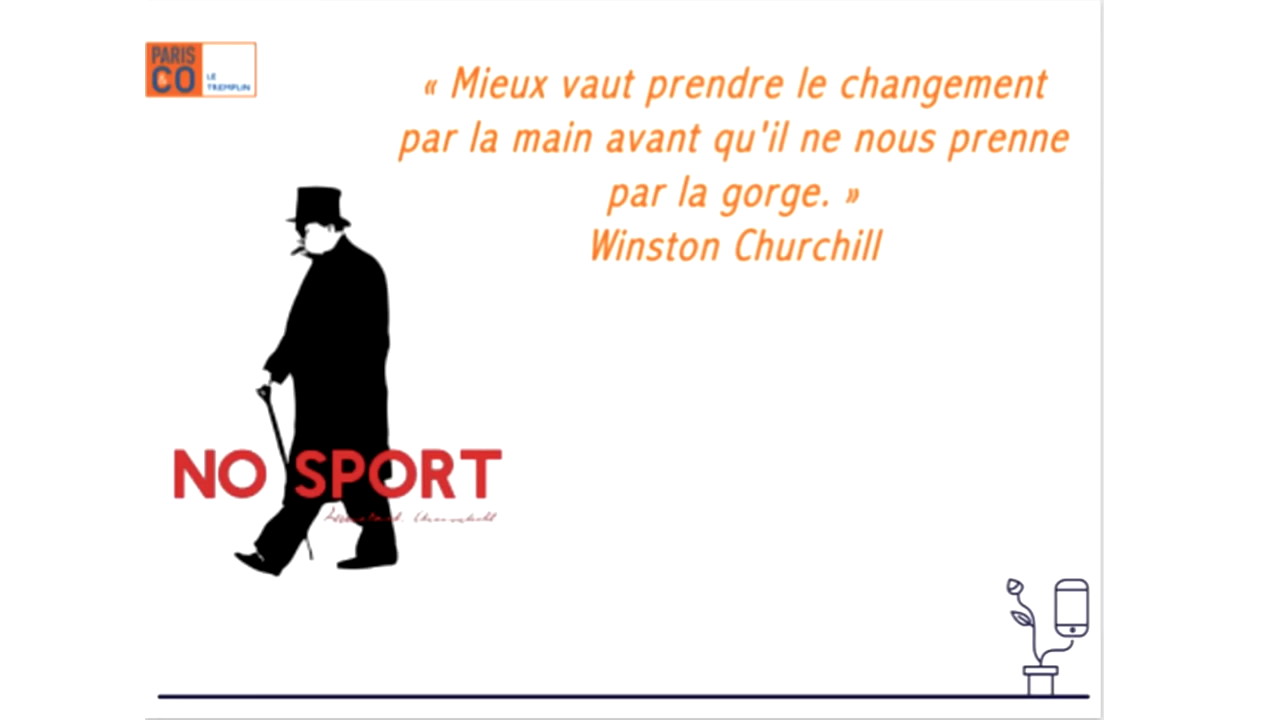 PARIS
&CO
LE
TREMPLIN
« Mieux vaut prendre le changement
par la main avant qu'il ne nous prenne
par la gorge. »
Winston Churchill
NO SPORT